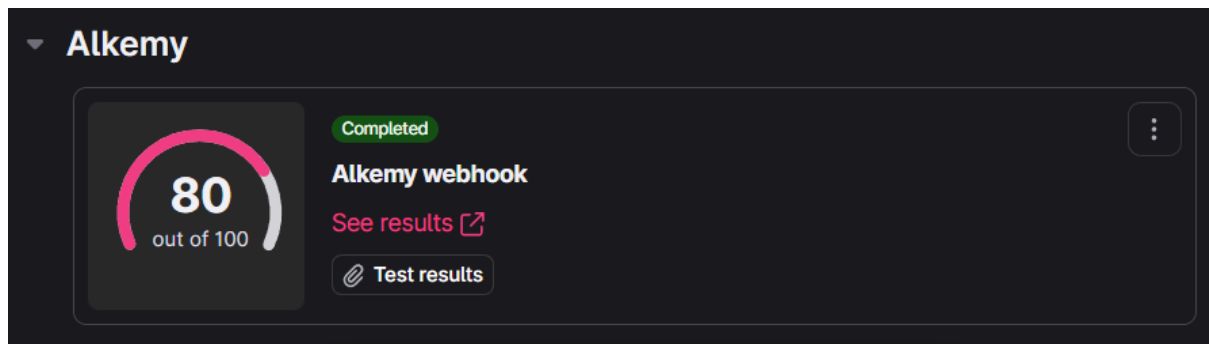 Alkemy
80
out of 100
Completed
Alkemy webhook
See results
Test results